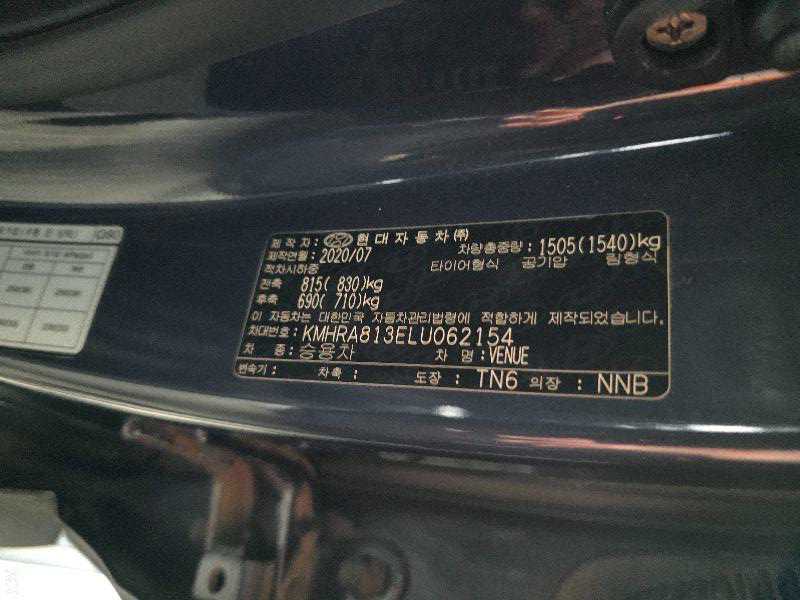 제작자 : 현대자동차(주)
제작연월 : 2020/07 차량총중량 : 1505(1540)kg
적차시하중 타이어형식 공기압 림형식
전축 815( 830)kg
후축 690( 710)kg
이 자동차는 대한민국 자동차관리법령에 적합하게 제작되었습니다.
차대번호 : KMHRA813ELU062154
차 종 : 승용차 차 명 : VENUE
변속기 : 차축 : 도장 : TN6 의장 : NNB